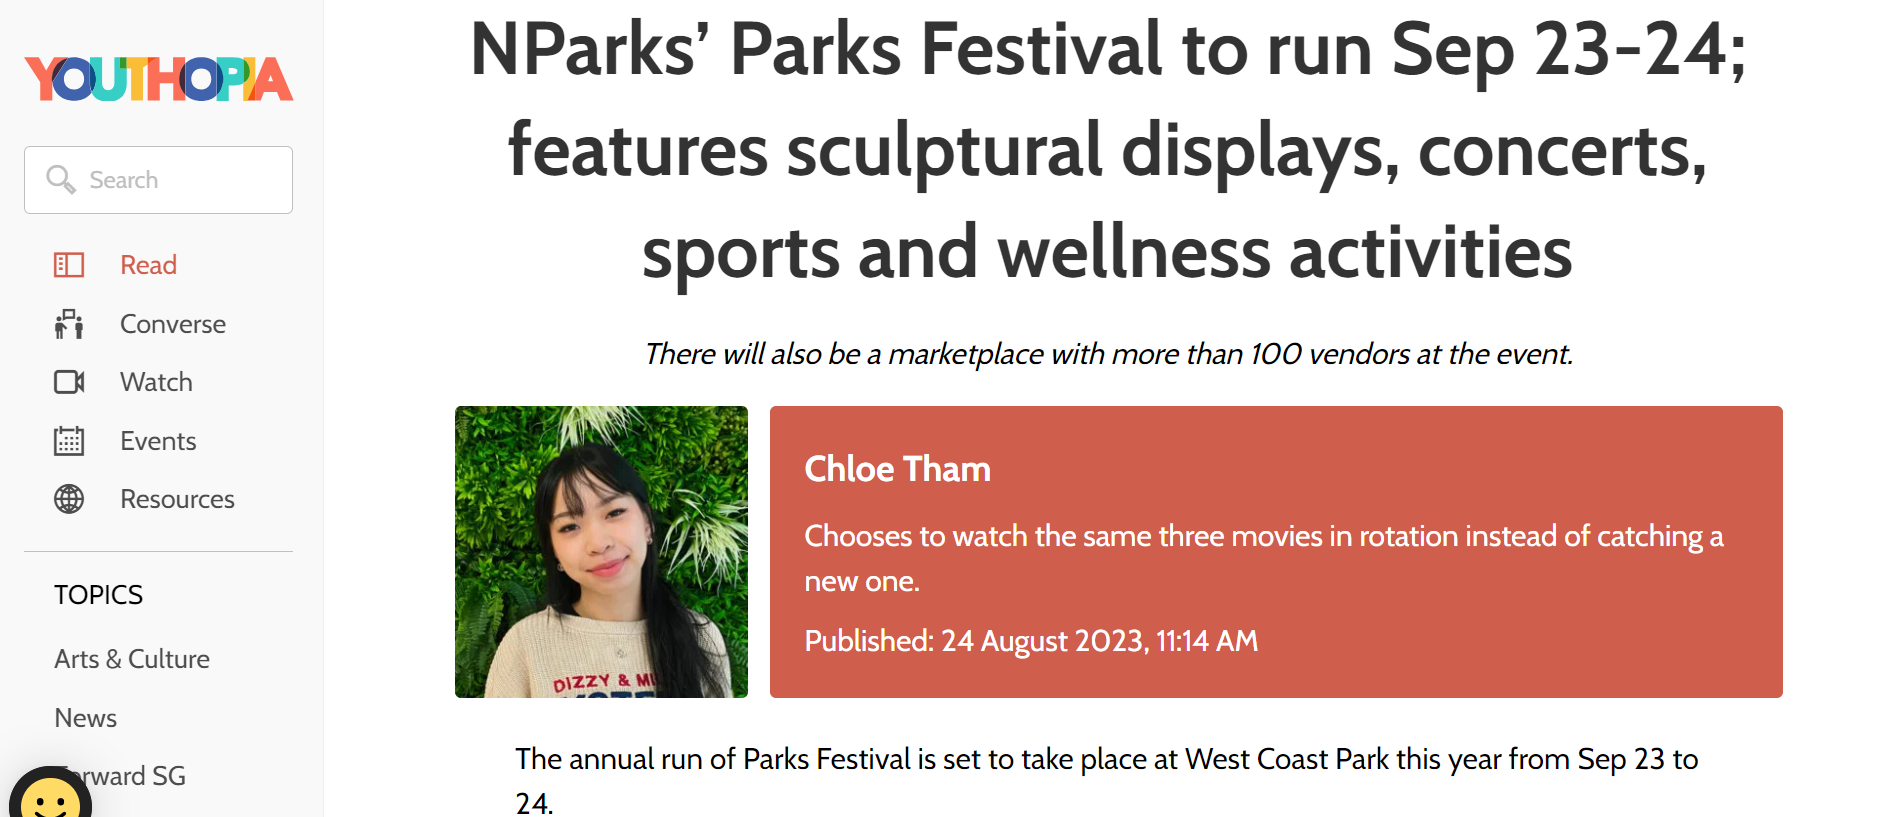 YOUTHOPIA
Search
Read
Converse
Watch
Events
Resources
TOPICS
Arts & Culture
News
Forward SG
NParks’ Parks Festival to run Sep 23-24;
features sculptural displays, concerts,
sports and wellness activities
There will also be a marketplace with more than 100 vendors at the event.
DIZZY & MU
Chloe Tham
Chooses to watch the same three movies in rotation instead of catching a
new one.
Published: 24 August 2023, 11:14 AM
The annual run of Parks Festival is set to take place at West Coast Park this year from Sep 23 to
24.